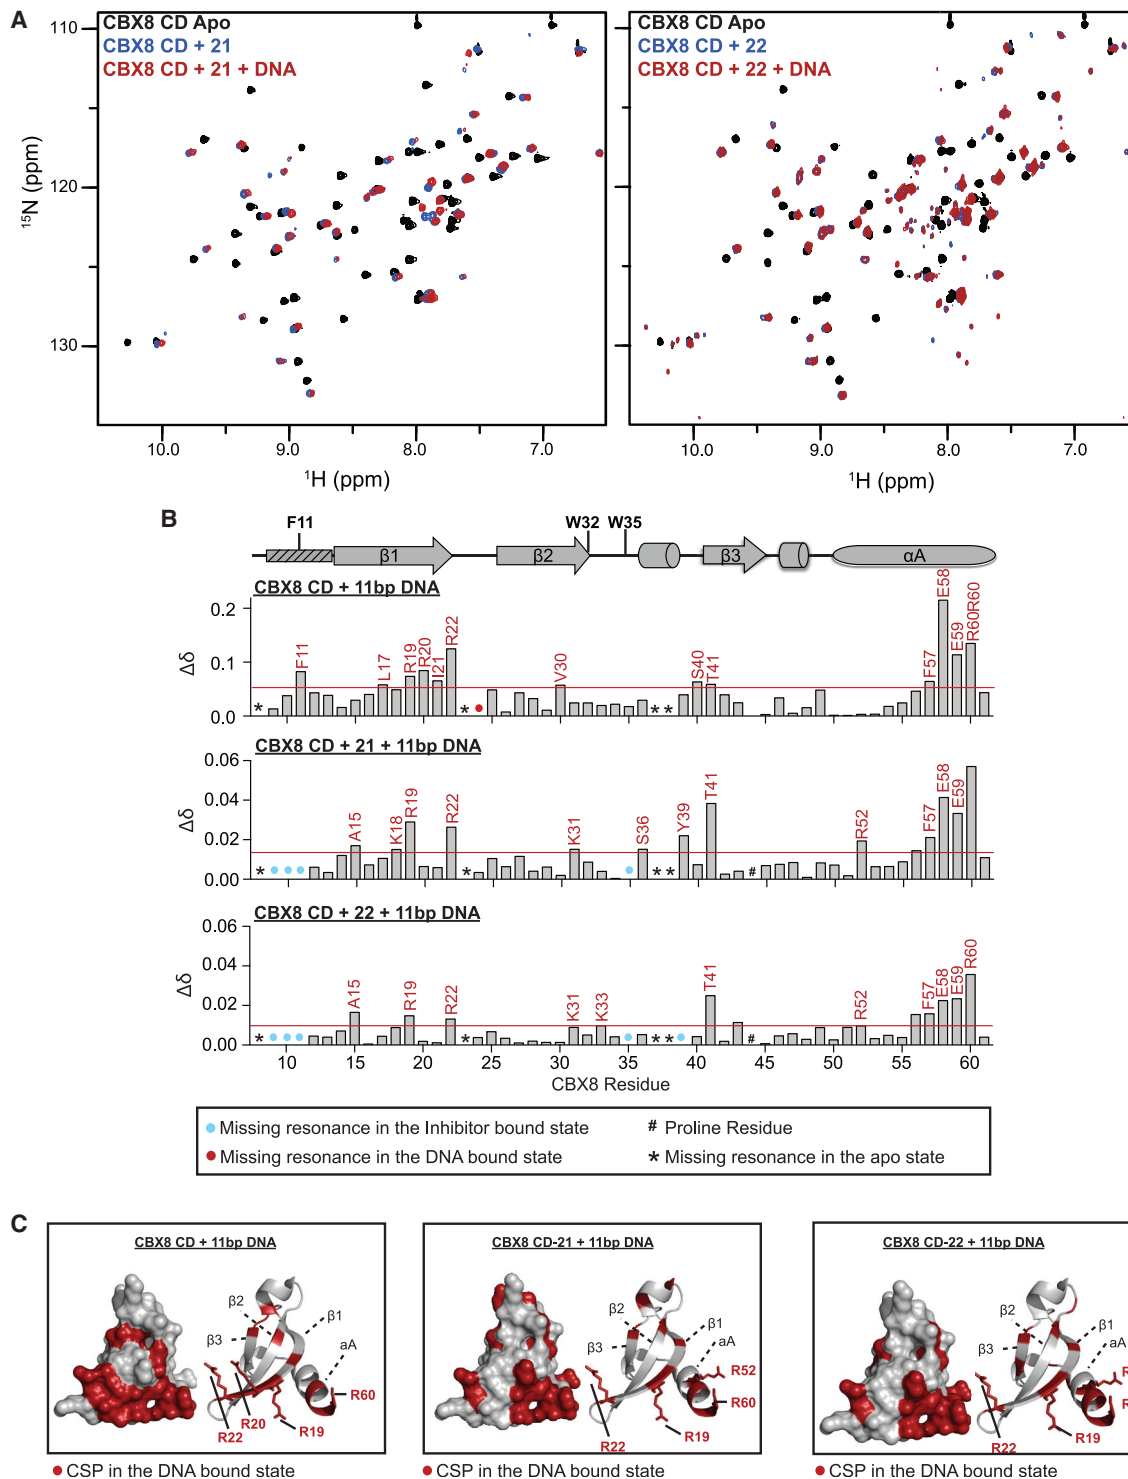 A
CBX8 CD Apo
CBX8 CD + 21
CBX8 CD + 21 + DNA
CBX8 CD Apo
CBX8 CD + 22
CBX8 CD + 22 + DNA
110
120
130
¹⁵N (ppm)
10.0 9.0 8.0 7.0
¹H (ppm)
10.0 9.0 8.0 7.0
¹H (ppm)
B
F11 W32 W35
β1 β2 β3 αA
CBX8 CD + 11bp DNA
0.2
0.1
0.0
Δδ
F11 L17 R19 R20 I21 R22 V30 S40 T41 F57 E58 E59 R60 R60
* * * *
CBX8 CD + 21 + 11bp DNA
0.06
0.04
0.02
0.00
Δδ
A15 K18 R19 R22 K31 S36 Y39 T41 R52 F57 E58 E59
* * * * #
CBX8 CD + 22 + 11bp DNA
0.06
0.04
0.02
0.00
Δδ
A15 R19 R22 K31 K33 T41 R52 F57 E58 E59 R60
* * * * #
10 15 20 25 30 35 40 45 50 55 60
CBX8 Residue
Missing resonance in the Inhibitor bound state
# Proline Residue
Missing resonance in the DNA bound state
* Missing resonance in the apo state
C
CBX8 CD + 11bp DNA
β2 β1
β3 aA
R60
R20
R22 R19
CSP in the DNA bound state
CBX8 CD-21 + 11bp DNA
β2 β1
β3 aA
R52
R60
R22 R19
CSP in the DNA bound state
CBX8 CD-22 + 11bp DNA
β2 β1
β3 aA
R
R
R22 R19
CSP in the DNA bound state